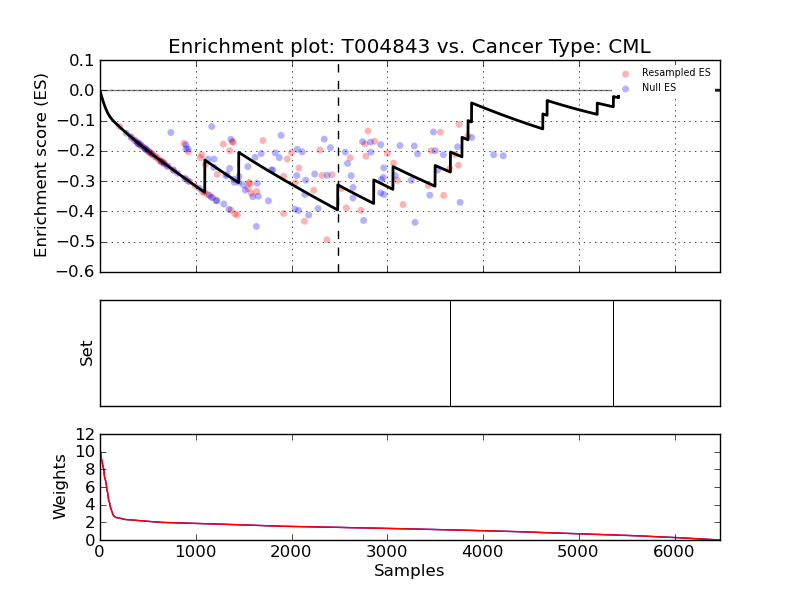 Enrichment plot: T004843 vs. Cancer Type: CML
Enrichment score (ES)
0.1
0.0
−0.1
−0.2
−0.3
−0.4
−0.5
−0.6
Resampled ES
Null ES
Set
Weights
12
10
8
6
4
2
0
0 1000 2000 3000 4000 5000 6000
Samples